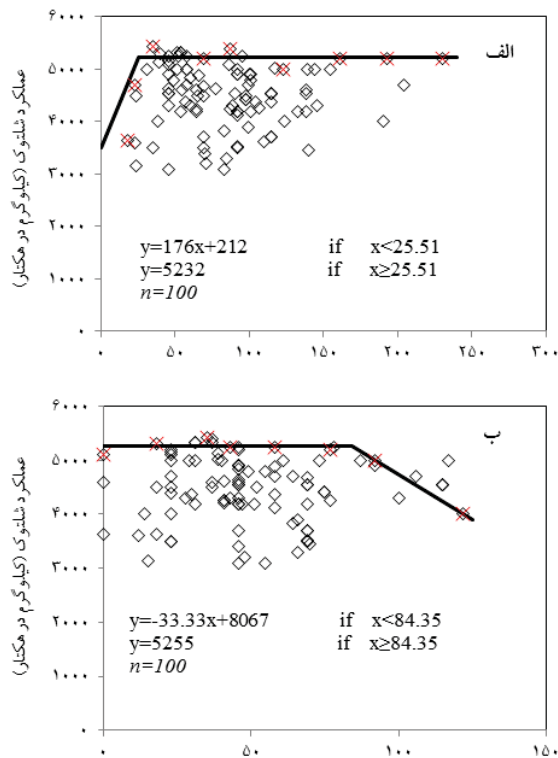 الف
عملکرد شلتوک (کیلوگرم در هکتار)
۶۰۰۰
۵۰۰۰
۴۰۰۰
۳۰۰۰
۲۰۰۰
۱۰۰۰
۰
y=176x+212 if x<25.51
y=5232 if x≥25.51
n=100
۰ ۵۰ ۱۰۰ ۱۵۰ ۲۰۰ ۲۵۰ ۳۰۰
ب
عملکرد شلتوک (کیلوگرم در هکتار)
۶۰۰۰
۵۰۰۰
۴۰۰۰
۳۰۰۰
۲۰۰۰
۱۰۰۰
۰
y=-33.33x+8067 if x<84.35
y=5255 if x≥84.35
n=100
۰ ۵۰ ۱۰۰ ۱۵۰